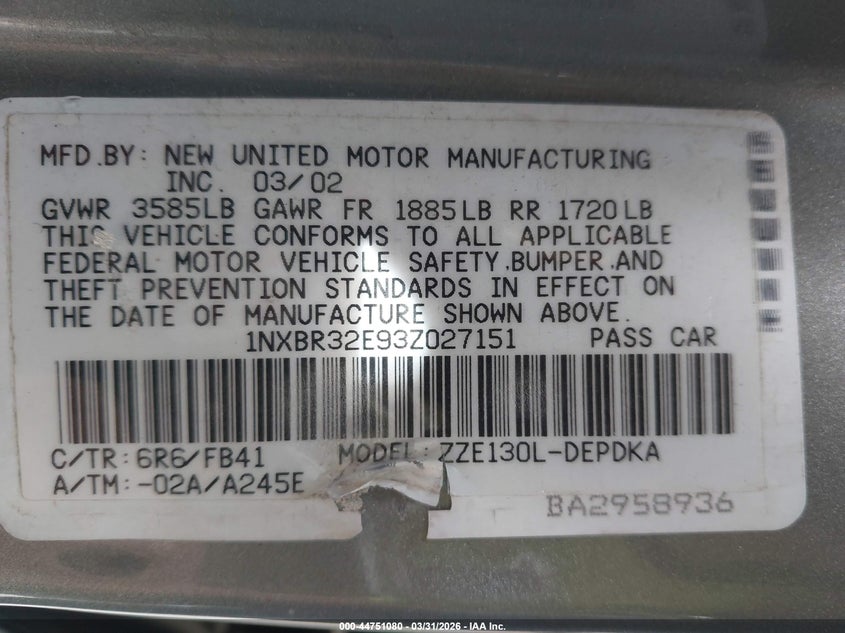 MFD.BY: NEW UNITED MOTOR MANUFACTURING
INC. 03/02
GVWR 3585LB GAWR FR 1885LB RR 1720LB
THIS VEHICLE CONFORMS TO ALL APPLICABLE
FEDERAL MOTOR VEHICLE SAFETY,BUMPER,AND
THEFT PREVENTION STANDARDS IN EFFECT ON
THE DATE OF MANUFACTURE SHOWN ABOVE.
1NXBR32E93Z027151 PASS CAR
C/TR:6R6/FB41 MODEL:ZZE130L-DEPDKA
A/TM:-02A/A245E
BA2958936
000-44751080 - 03/31/2026 - IAA Inc.